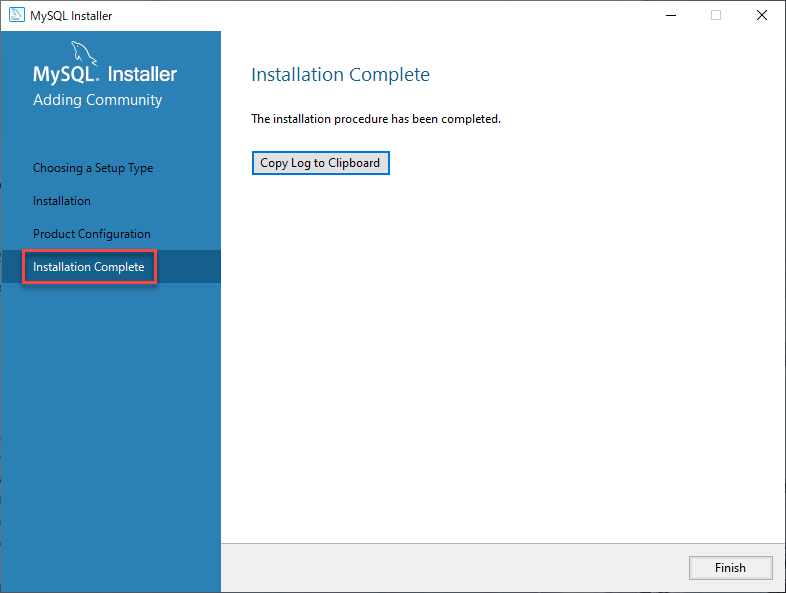 MySQL Installer
MySQL. Installer
Adding Community
Choosing a Setup Type
Installation
Product Configuration
Installation Complete
Installation Complete
The installation procedure has been completed.
Copy Log to Clipboard
Finish